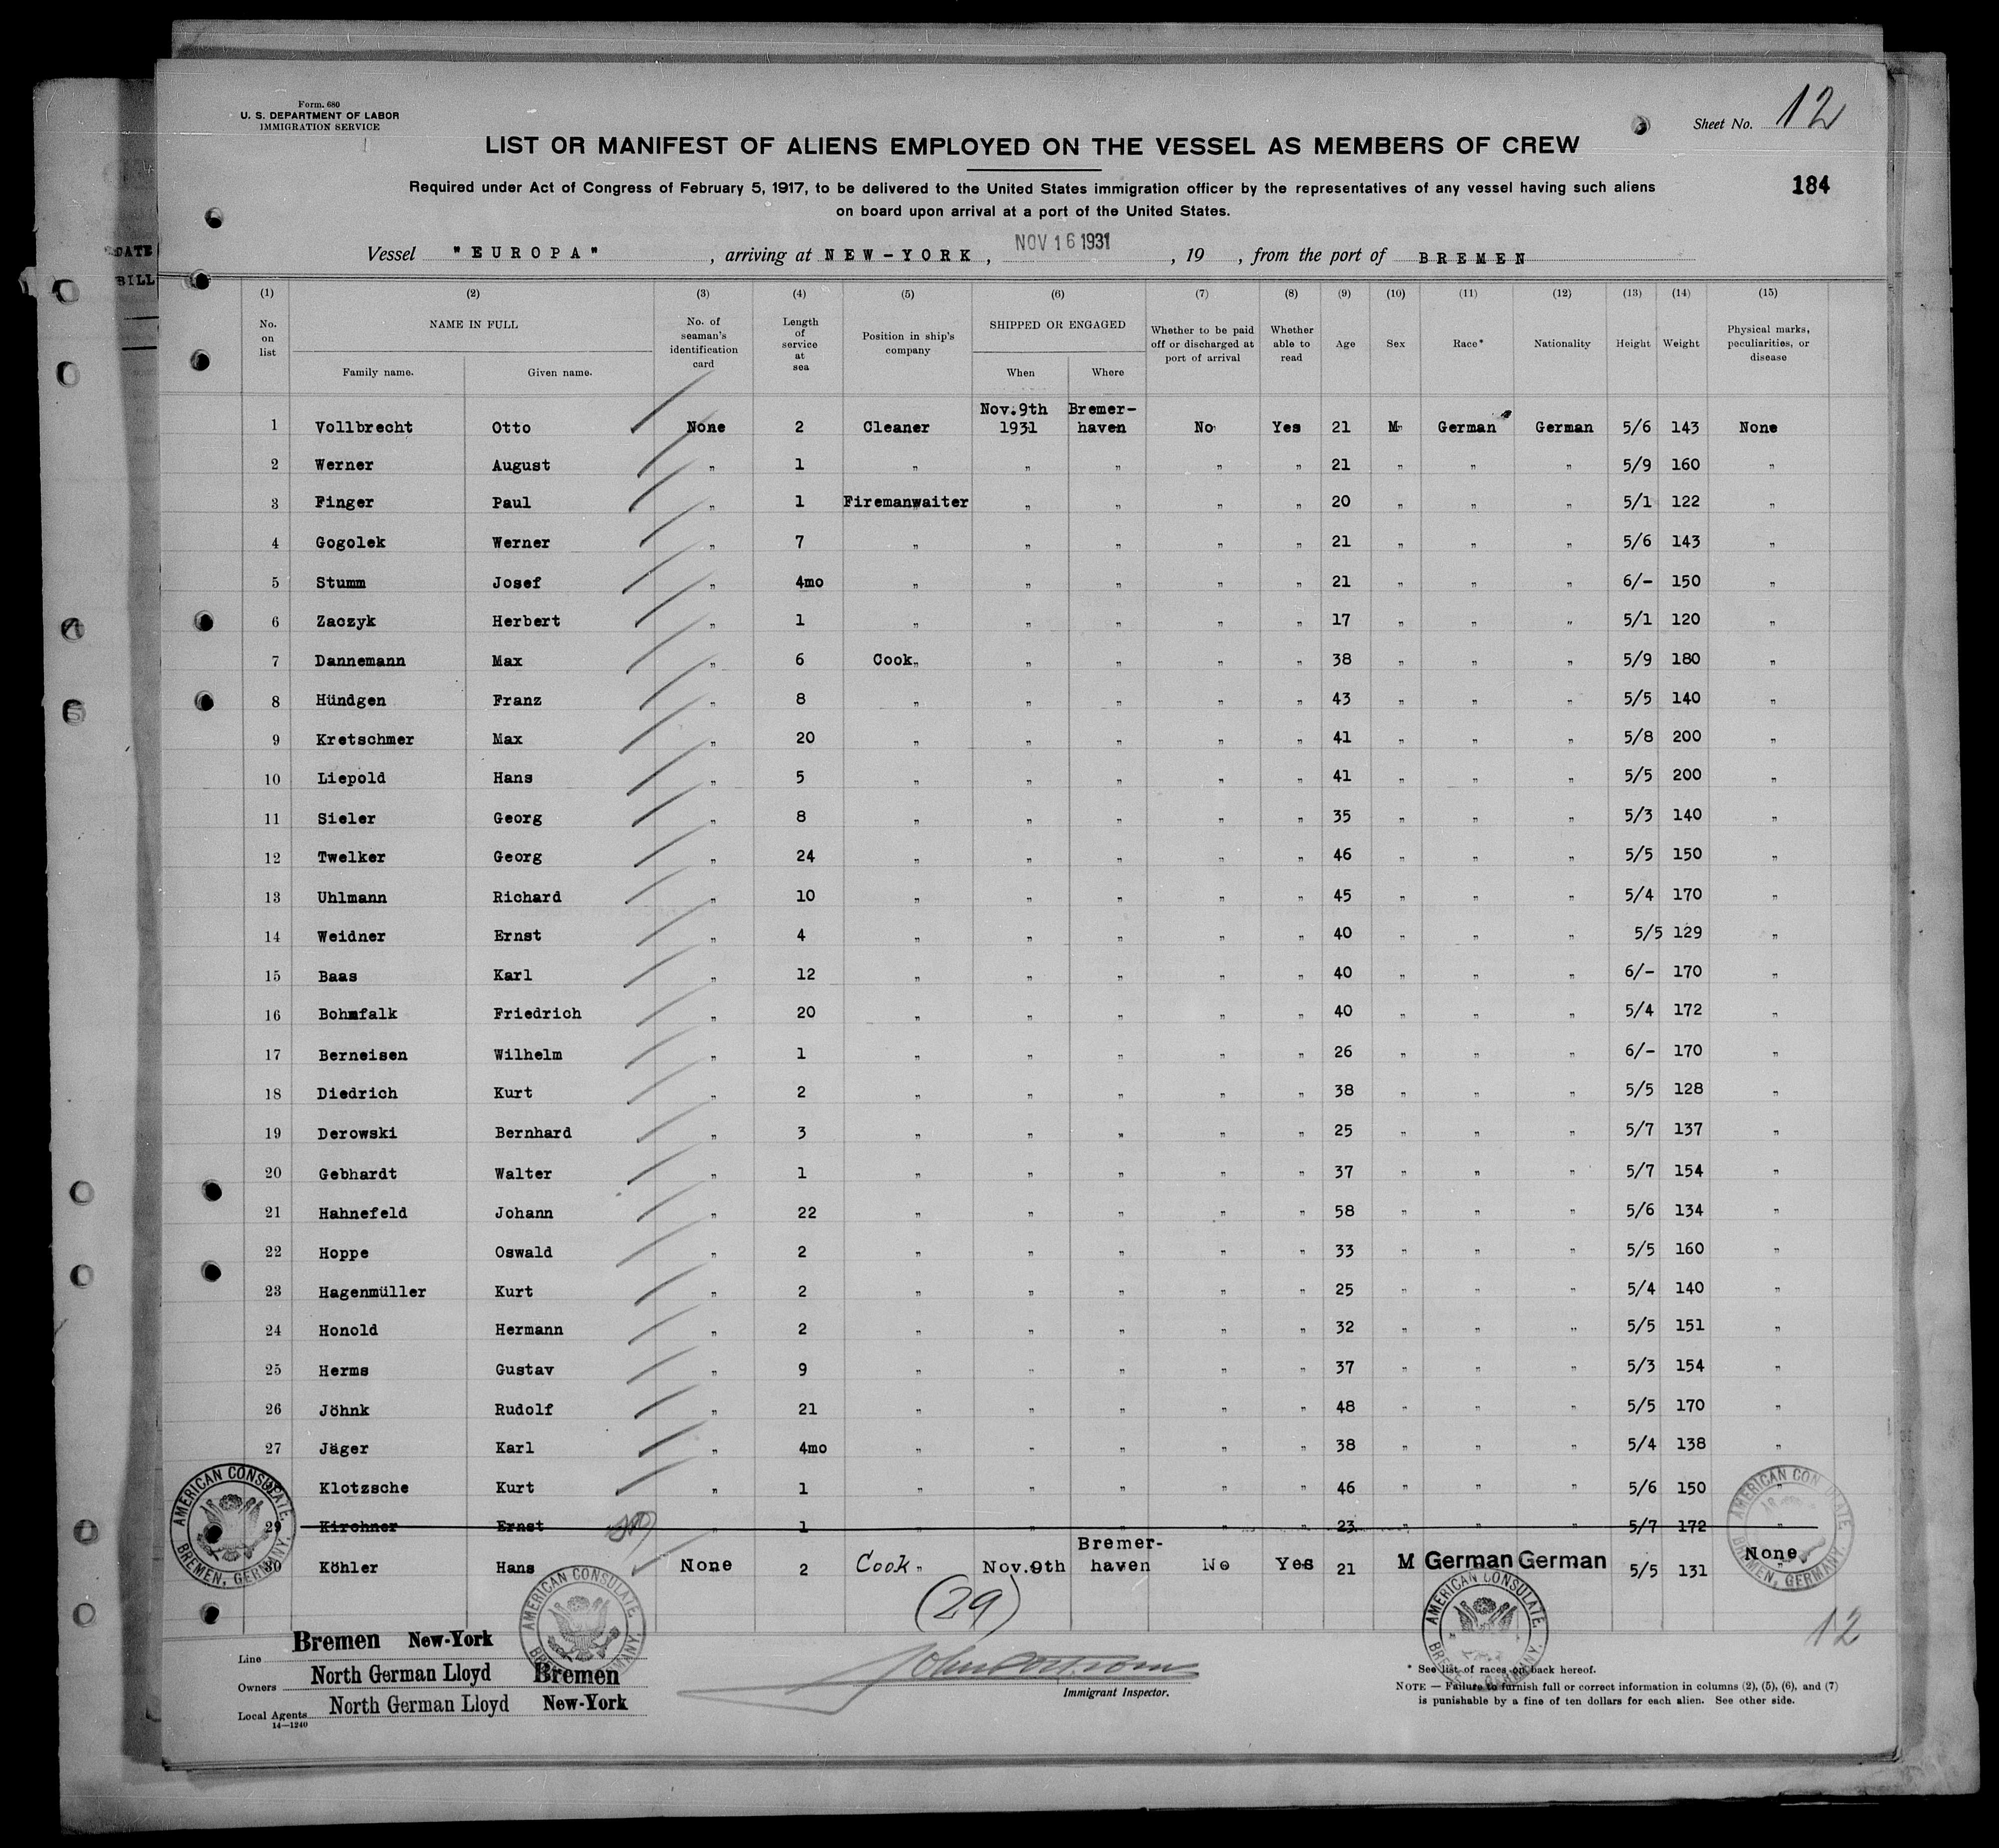 Form. 680
U. S. DEPARTMENT OF LABOR
IMMIGRATION SERVICE
Sheet No. 12
LIST OR MANIFEST OF ALIENS EMPLOYED ON THE VESSEL AS MEMBERS OF CREW
184
Required under Act of Congress of February 5, 1917, to be delivered to the United States immigration officer by the representatives of any vessel having such aliens
on board upon arrival at a port of the United States.
DATE
BILL
Vessel "EUROPA", arriving at NEW-YORK, NOV 16 1931, 19 , from the port of BREMEN
(1) (2) (3) (4) (5) (6) (7) (8) (9) (10) (11) (12) (13) (14) (15)
No. on list NAME IN FULL Family name. Given name. No. of seaman's identification card Length of service at sea Position in ship's company SHIPPED OR ENGAGED When Where Whether to be paid off or discharged at port of arrival Whether able to read Age Sex Race* Nationality Height Weight Physical marks, peculiarities, or disease
1 Vollbrecht Otto None 2 Cleaner Nov.9th 1931 Bremer-haven No Yes 21 M German German 5/6 143 None
2 Werner August " 1 " " " " " 21 " " " 5/9 160 "
3 Finger Paul " 1 Firemanwaiter " " " " 20 " " " 5/1 122 "
4 Gogolek Werner " 7 " " " " " 21 " " " 5/6 143 "
5 Stumm Josef " 4mo " " " " " 21 " " " 6/- 150 "
6 Zaczyk Herbert " 1 " " " " " 17 " " " 5/1 120 "
7 Dannemann Max " 6 Cook" " " " " 38 " " " 5/9 180 "
8 Hündgen Franz " 8 " " " " " 43 " " " 5/5 140 "
9 Kretschmer Max " 20 " " " " " 41 " " " 5/8 200 "
10 Liepold Hans " 5 " " " " " 41 " " " 5/5 200 "
11 Sieler Georg " 8 " " " " " 35 " " " 5/3 140 "
12 Twelker Georg " 24 " " " " " 46 " " " 5/5 150 "
13 Uhlmann Richard " 10 " " " " " 45 " " " 5/4 170 "
14 Weidner Ernst " 4 " " " " " 40 " " " 5/5 129 "
15 Baas Karl " 12 " " " " " 40 " " " 6/- 170 "
16 Bohmfalk Friedrich " 20 " " " " " 40 " " " 5/4 172 "
17 Berneisen Wilhelm " 1 " " " " " 26 " " " 6/- 170 "
18 Diedrich Kurt " 2 " " " " " 38 " " " 5/5 128 "
19 Derowski Bernhard " 3 " " " " " 25 " " " 5/7 137 "
20 Gebhardt Walter " 1 " " " " " 37 " " " 5/7 154 "
21 Hahnefeld Johann " 22 " " " " " 58 " " " 5/6 134 "
22 Hoppe Oswald " 2 " " " " " 33 " " " 5/5 160 "
23 Hagenmüller Kurt " 2 " " " " " 25 " " " 5/4 140 "
24 Honold Hermann " 2 " " " " " 32 " " " 5/5 151 "
25 Herms Gustav " 9 " " " " " 37 " " " 5/3 154 "
26 Jöhnk Rudolf " 21 " " " " " 48 " " " 5/5 170 "
27 Jäger Karl " 4mo " " " " " 38 " " " 5/4 138 "
Klotzsche Kurt " 1 " " " " " 46 " " " 5/6 150 "
29 Kirchner Ernst " 1 " " " " " 23 " " " 5/7 172 "
30 Köhler Hans None 2 Cook " Nov.9th Bremer-haven No Yes 21 M German German 5/5 131 None
AMERICAN CONSULATE, BREMEN, GERMANY.
AMERICAN CONSULATE, BREMEN, GERMANY.
AMERICAN CONSULATE,
AMERICAN CONSULATE, BREMEN, GERMANY.
(29)
12
Line Bremen New-York
Owners North German Lloyd Bremen
Local Agents North German Lloyd New-York
14—1240
Immigrant Inspector.
* See list of races on back hereof.
NOTE — Failure to furnish full or correct information in columns (2), (5), (6), and (7)
is punishable by a fine of ten dollars for each alien. See other side.